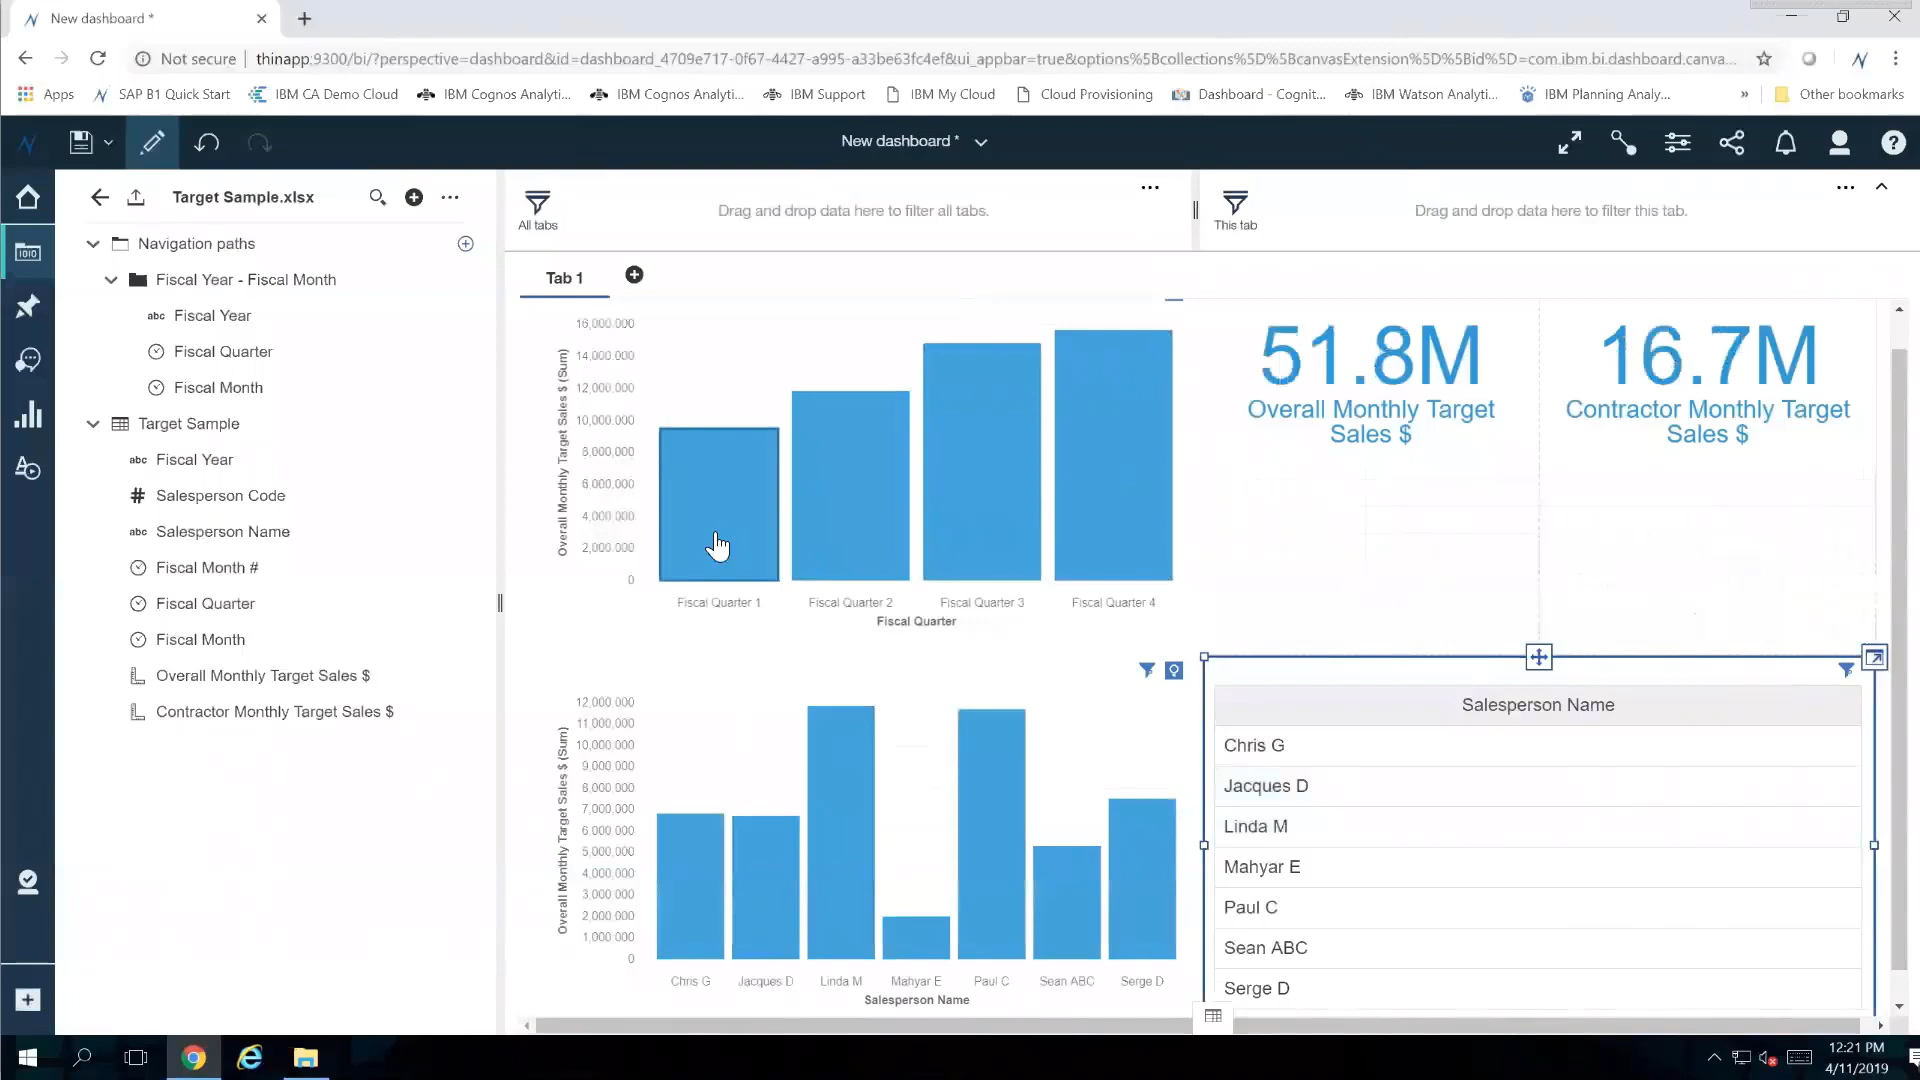 New dashboard *
Not secure
thinapp:9300/bi/?perspective=dashboard&id=dashboard_4709e717-0f67-4427-a995-a33be63fc4ef&ui_appbar=true&options%5Bcollections%5D%5BcanvasExtension%5D%5Bid%5D=com.ibm.bi.dashboard.canva...
Apps
SAP B1 Quick Start
IBM CA Demo Cloud
IBM Cognos Analyti...
IBM Cognos Analyti...
IBM Support
IBM My Cloud
Cloud Provisioning
Dashboard - Cognit...
IBM Watson Analyti...
IBM Planning Analy...
»
Other bookmarks
New dashboard *
Target Sample.xlsx
Navigation paths
Fiscal Year - Fiscal Month
abc Fiscal Year
Fiscal Quarter
Fiscal Month
Target Sample
abc Fiscal Year
# Salesperson Code
abc Salesperson Name
Fiscal Month #
Fiscal Quarter
Fiscal Month
Overall Monthly Target Sales $
Contractor Monthly Target Sales $
All tabs
Drag and drop data here to filter all tabs.
This tab
Drag and drop data here to filter this tab.
Tab 1
Overall Monthly Target Sales $ (Sum)
16,000,000
14,000,000
12,000,000
10,000,000
8,000,000
6,000,000
4,000,000
2,000,000
0
Fiscal Quarter 1
Fiscal Quarter 2
Fiscal Quarter 3
Fiscal Quarter 4
Fiscal Quarter
51.8M
Overall Monthly Target
Sales $
16.7M
Contractor Monthly Target
Sales $
Overall Monthly Target Sales $ (Sum)
12,000,000
11,000,000
10,000,000
9,000,000
8,000,000
7,000,000
6,000,000
5,000,000
4,000,000
3,000,000
2,000,000
1,000,000
0
Chris G
Jacques D
Linda M
Mahyar E
Paul C
Sean ABC
Serge D
Salesperson Name
Salesperson Name
Chris G
Jacques D
Linda M
Mahyar E
Paul C
Sean ABC
Serge D
12:21 PM
4/11/2019